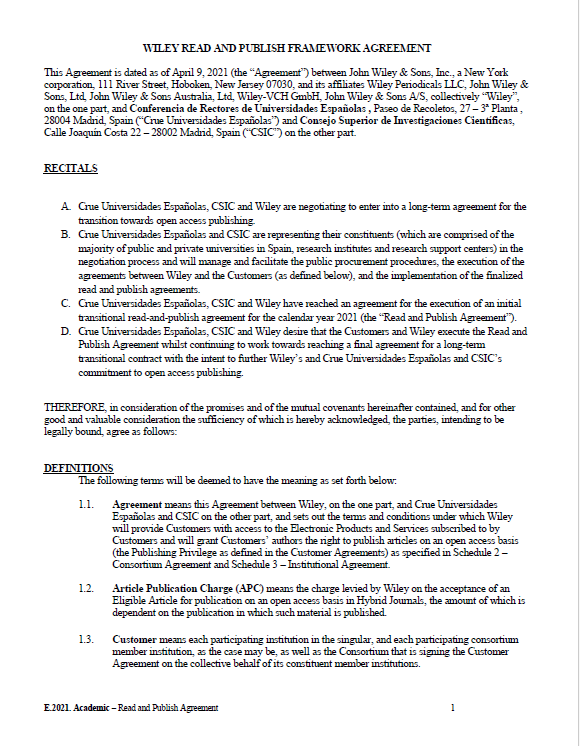 WILEY READ AND PUBLISH FRAMEWORK AGREEMENT
This Agreement is dated as of April 9, 2021 (the “Agreement”) between John Wiley & Sons, Inc., a New York
corporation, 111 River Street, Hoboken, New Jersey 07030, and its affiliates Wiley Periodicals LLC, John Wiley &
Sons, Ltd, John Wiley & Sons Australia, Ltd, Wiley-VCH GmbH, John Wiley & Sons A/S, collectively “Wiley”,
on the one part, and Conferencia de Rectores de Universidades Españolas , Paseo de Recoletos, 27 – 3ª Planta ,
28004 Madrid, Spain (“Crue Universidades Españolas”) and Consejo Superior de Investigaciones Científicas,
Calle Joaquín Costa 22 – 28002 Madrid, Spain (“CSIC”) on the other part.
RECITALS
A. Crue Universidades Españolas, CSIC and Wiley are negotiating to enter into a long-term agreement for the
transition towards open access publishing.
B. Crue Universidades Españolas and CSIC are representing their constituents (which are comprised of the
majority of public and private universities in Spain, research institutes and research support centers) in the
negotiation process and will manage and facilitate the public procurement procedures, the execution of the
agreements between Wiley and the Customers (as defined below), and the implementation of the finalized
read and publish agreements.
C. Crue Universidades Españolas, CSIC and Wiley have reached an agreement for the execution of an initial
transitional read-and-publish agreement for the calendar year 2021 (the “Read and Publish Agreement”).
D. Crue Universidades Españolas, CSIC and Wiley desire that the Customers and Wiley execute the Read and
Publish Agreement whilst continuing to work towards reaching a final agreement for a long-term
transitional contract with the intent to further Wiley’s and Crue Universidades Españolas and CSIC’s
commitment to open access publishing.
THEREFORE, in consideration of the promises and of the mutual covenants hereinafter contained, and for other
good and valuable consideration the sufficiency of which is hereby acknowledged, the parties, intending to be
legally bound, agree as follows:
DEFINITIONS
The following terms will be deemed to have the meaning as set forth below:
1.1. Agreement means this Agreement between Wiley, on the one part, and Crue Universidades
Españolas and CSIC on the other part, and sets out the terms and conditions under which Wiley
will provide Customers with access to the Electronic Products and Services subscribed to by
Customers and will grant Customers’ authors the right to publish articles on an open access basis
(the Publishing Privilege as defined in the Customer Agreements) as specified in Schedule 2 –
Consortium Agreement and Schedule 3 – Institutional Agreement.
1.2. Article Publication Charge (APC) means the charge levied by Wiley on the acceptance of an
Eligible Article for publication on an open access basis in Hybrid Journals, the amount of which is
dependent on the publication in which such material is published.
1.3. Customer means each participating institution in the singular, and each participating consortium
member institution, as the case may be, as well as the Consortium that is signing the Customer
Agreement on the collective behalf of its constituent member institutions.
E.2021. Academic – Read and Publish Agreement 1